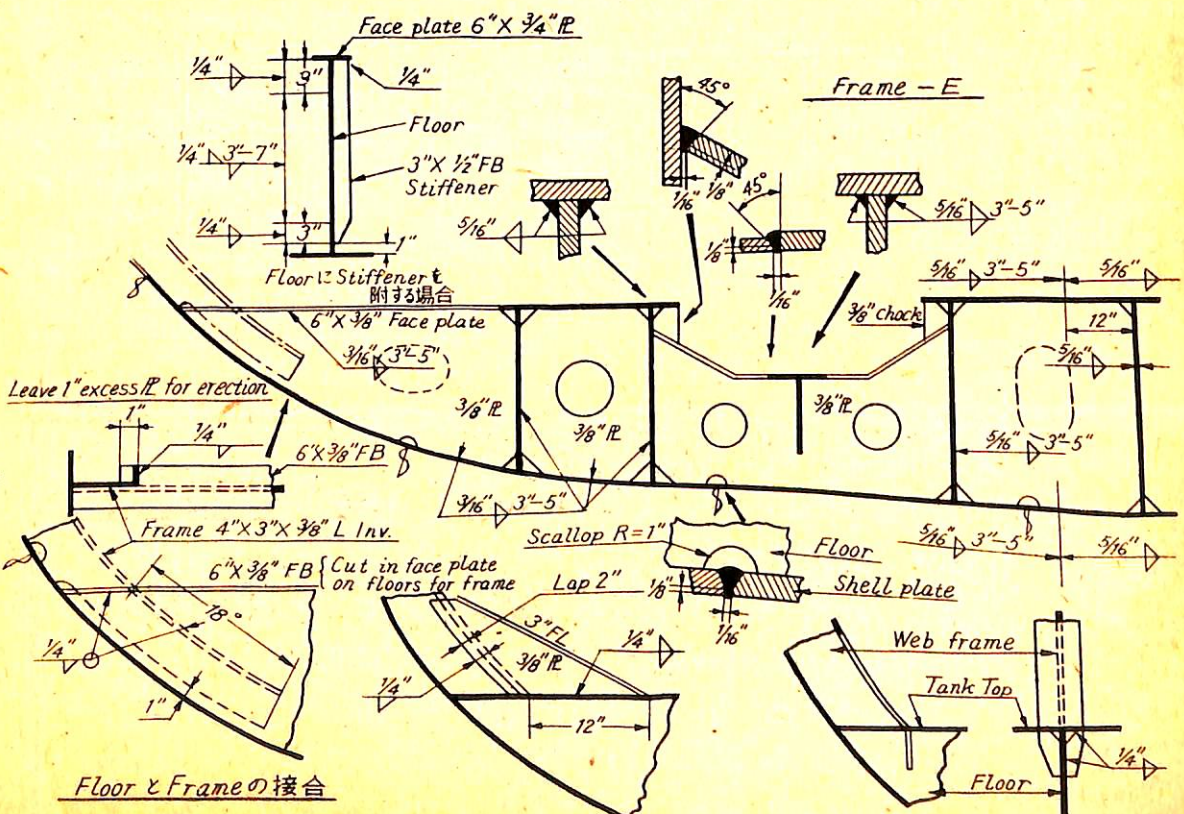 Face plate 6" X 3/4" PL
1/4"
3"
1/4"
Frame - E
Floor
1/4" 3"-7"
3" X 1/2" FB
Stiffener
1/4"
3"
1"
FloorにStiffenerを
附する場合
45°
1/16"
1/8"
45°
5/16"
1/8"
1/16"
5/16" 3"-5"
5/16" 3"-5"
5/16"
8
6" X 3/8" Face plate
3/8" chock
12"
3/16" 3"-5"
5/16"
Leave 1" excess PL for erection
1"
1/4"
6" X 3/8" FB
3/8" PL
3/8" PL
3/8" PL
5/16" 3"-5"
8
3/16" 3"-5"
8
8
Frame 4" X 3" X 3/8" L Inv.
Scallop R=1"
Floor
5/16" 3"-5"
5/16"
6" X 3/8" FB { Cut in face plate
on floors for frame
Lap 2"
1/8"
Shell plate
1/16"
18°
3" FL
3/8" PL
1/4"
1/4"
1/4"
Web frame
1"
12"
Tank Top
1/4"
Floor
FloorとFrameの接合